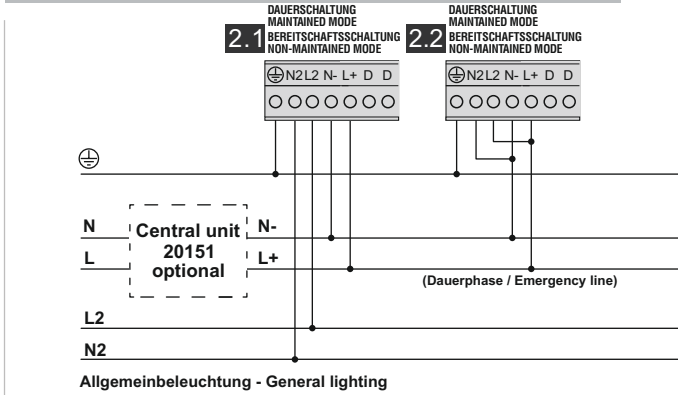 DAUERSCHALTUNG
MAINTAINED MODE
2.1 BEREITSCHAFTSSCHALTUNG
NON-MAINTAINED MODE
N2 L2 N- L+ D D
DAUERSCHALTUNG
MAINTAINED MODE
2.2 BEREITSCHAFTSSCHALTUNG
NON-MAINTAINED MODE
N2 L2 N- L+ D D
N
L
Central unit
20151
optional
N-
L+
(Dauerphase / Emergency line)
L2
N2
Allgemeinbeleuchtung - General lighting